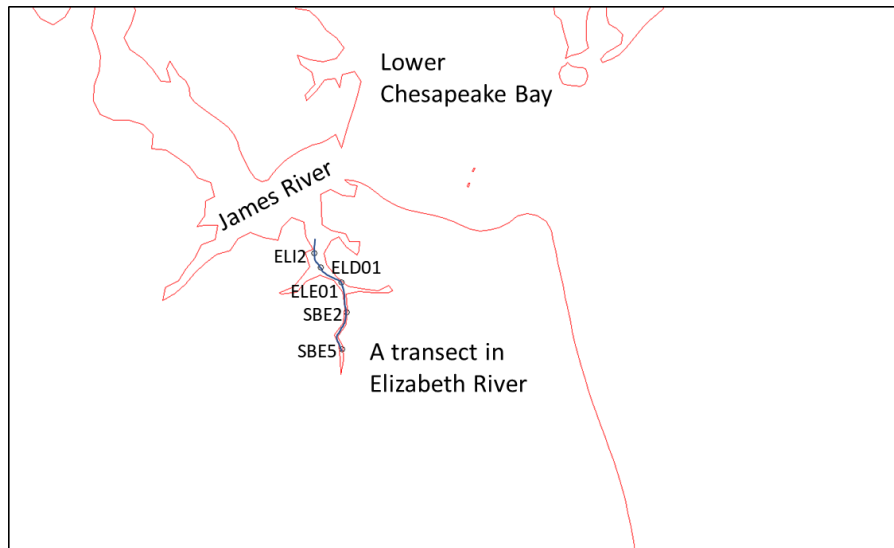 Lower
Chesapeake Bay
James River
ELI2
ELD01
ELE01
SBE2
SBE5
A transect in
Elizabeth River